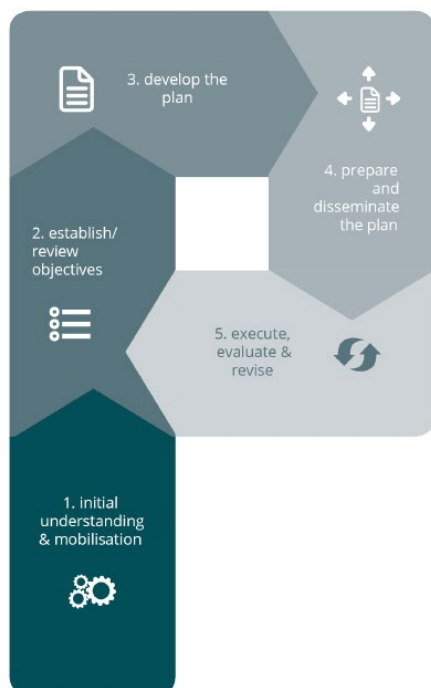 3. develop the
plan
4. prepare
and
disseminate
the plan
2. establish/
review
objectives
5. execute,
evaluate &
revise
1. initial
understanding
& mobilisation